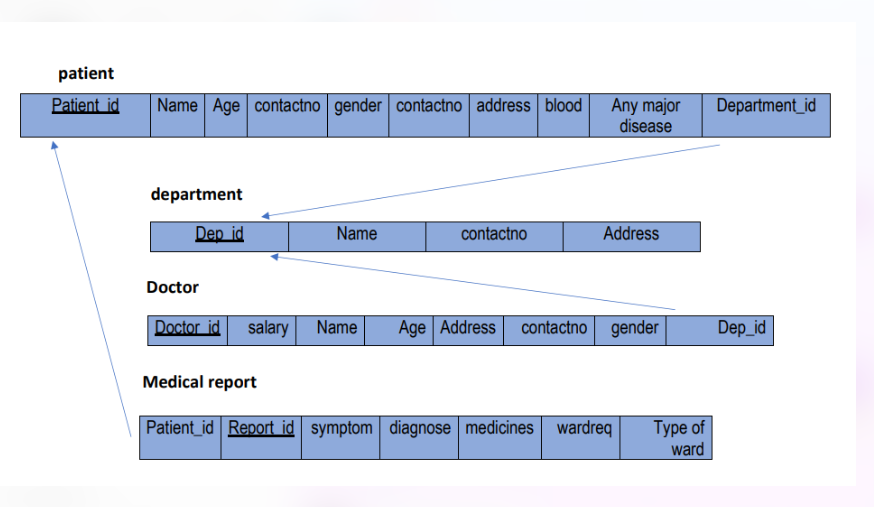 patient
Patient_id Name Age contactno gender contactno address blood Any major Department_id
disease
department
Dep_id Name contactno Address
Doctor
Doctor_id salary Name Age Address contactno gender Dep_id
Medical report
Patient_id Report_id symptom diagnose medicines wardreq Type of
ward